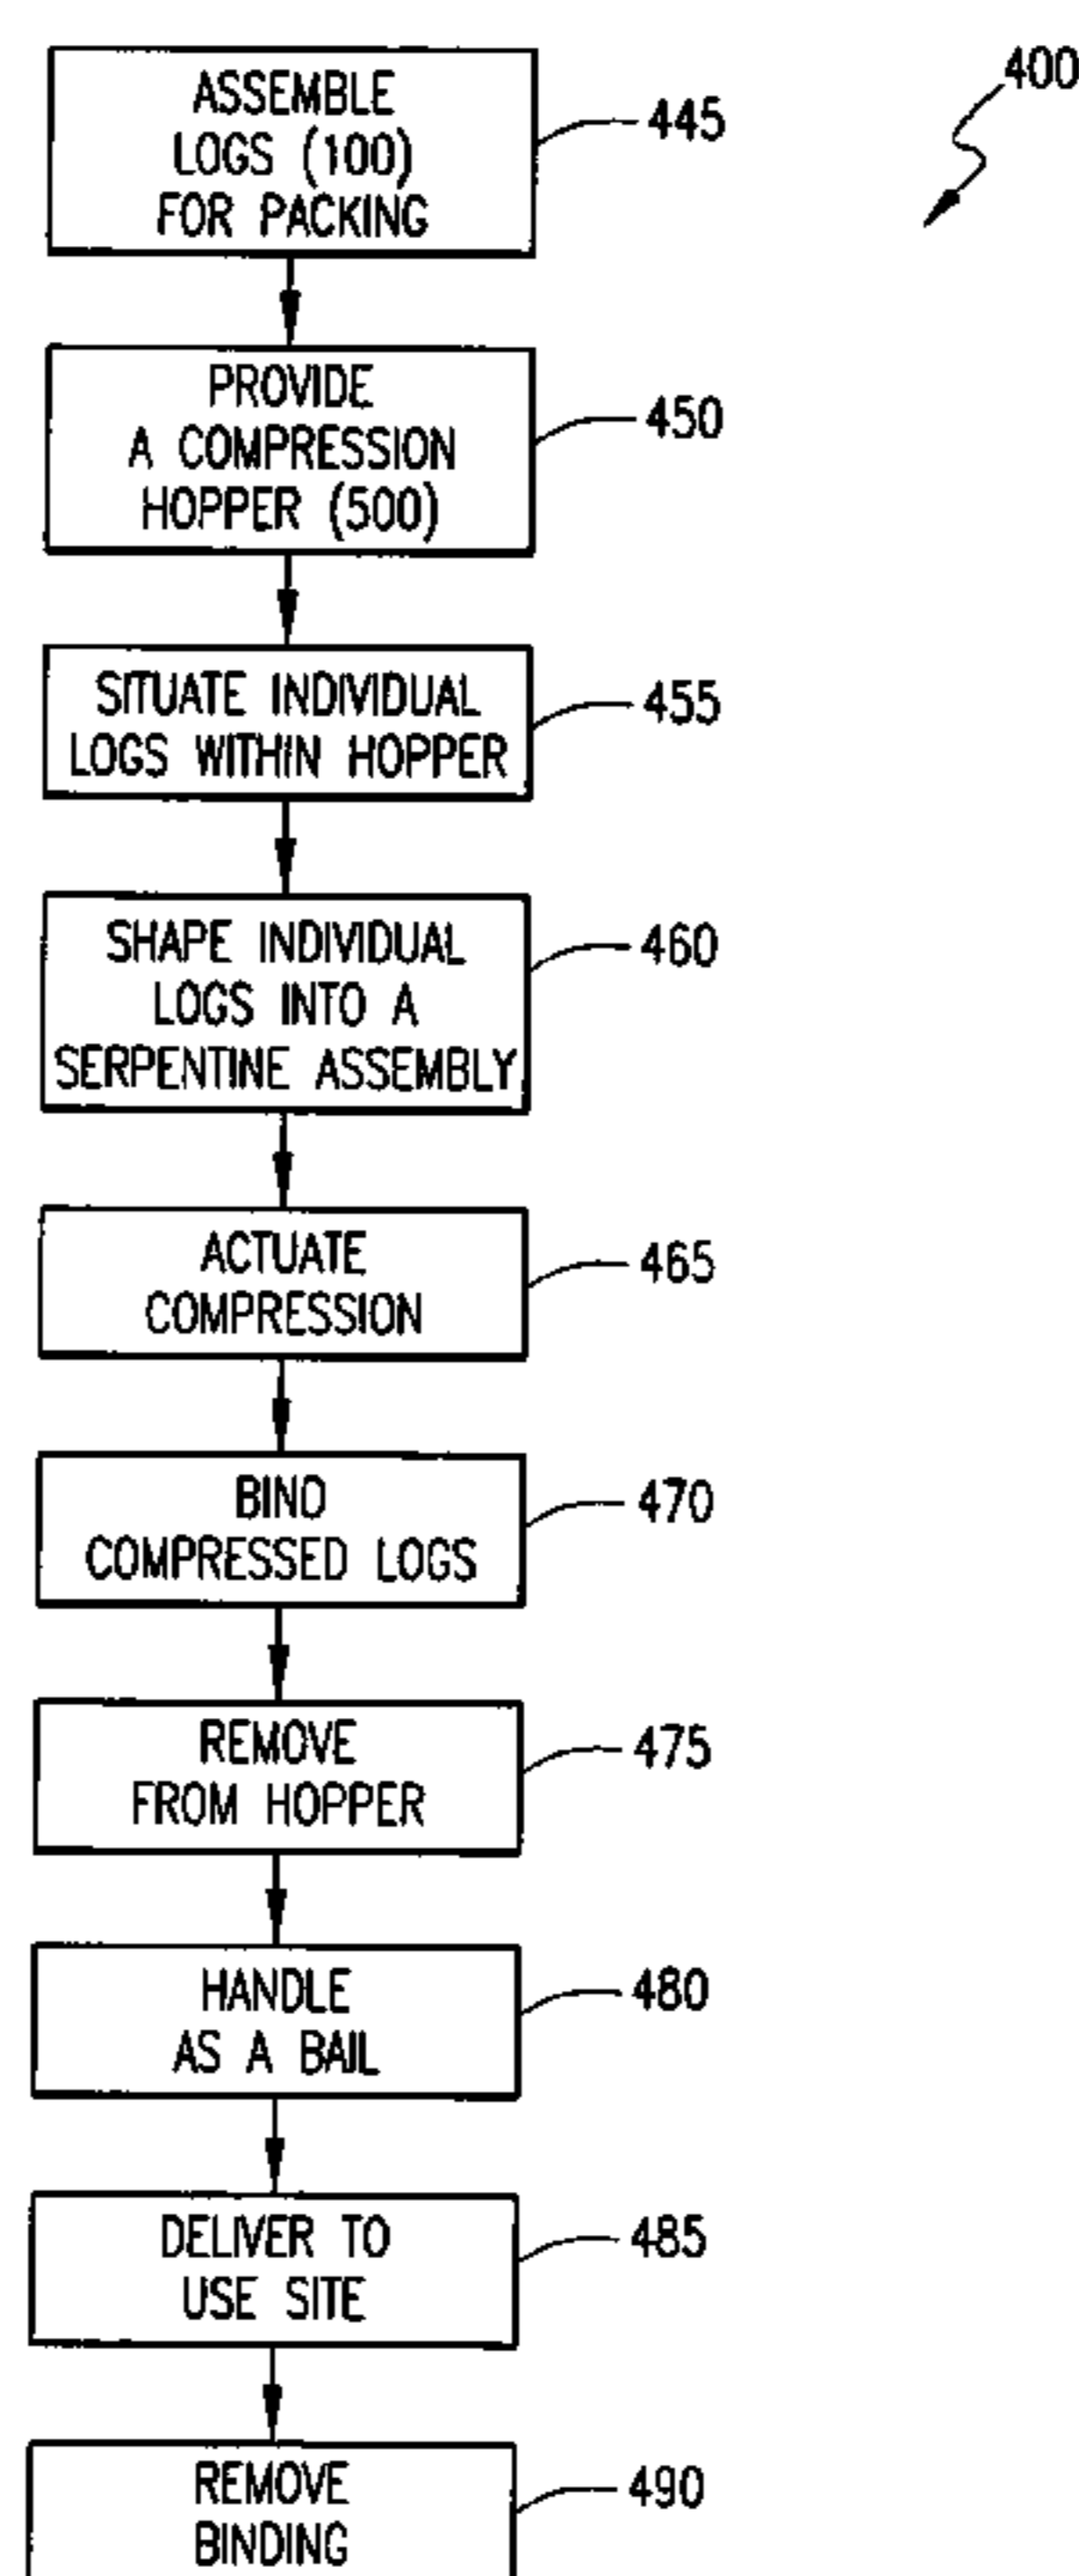 400
ASSEMBLE
LOGS (100)
FOR PACKING
445
PROVIDE
A COMPRESSION
HOPPER (500)
450
SITUATE INDIVIDUAL
LOGS WITHIN HOPPER
455
SHAPE INDIVIDUAL
LOGS INTO A
SERPENTINE ASSEMBLY
460
ACTUATE
COMPRESSION
465
BINO
COMPRESSED LOGS
470
REMOVE
FROM HOPPER
475
HANDLE
AS A BAIL
480
DELIVER TO
USE SITE
485
REMOVE
BINDING
490